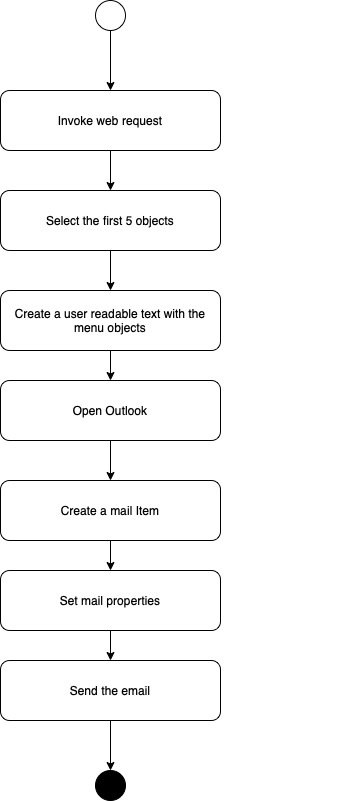 Invoke web request
Select the first 5 objects
Create a user readable text with the
menu objects
Open Outlook
Create a mail Item
Set mail properties
Send the email